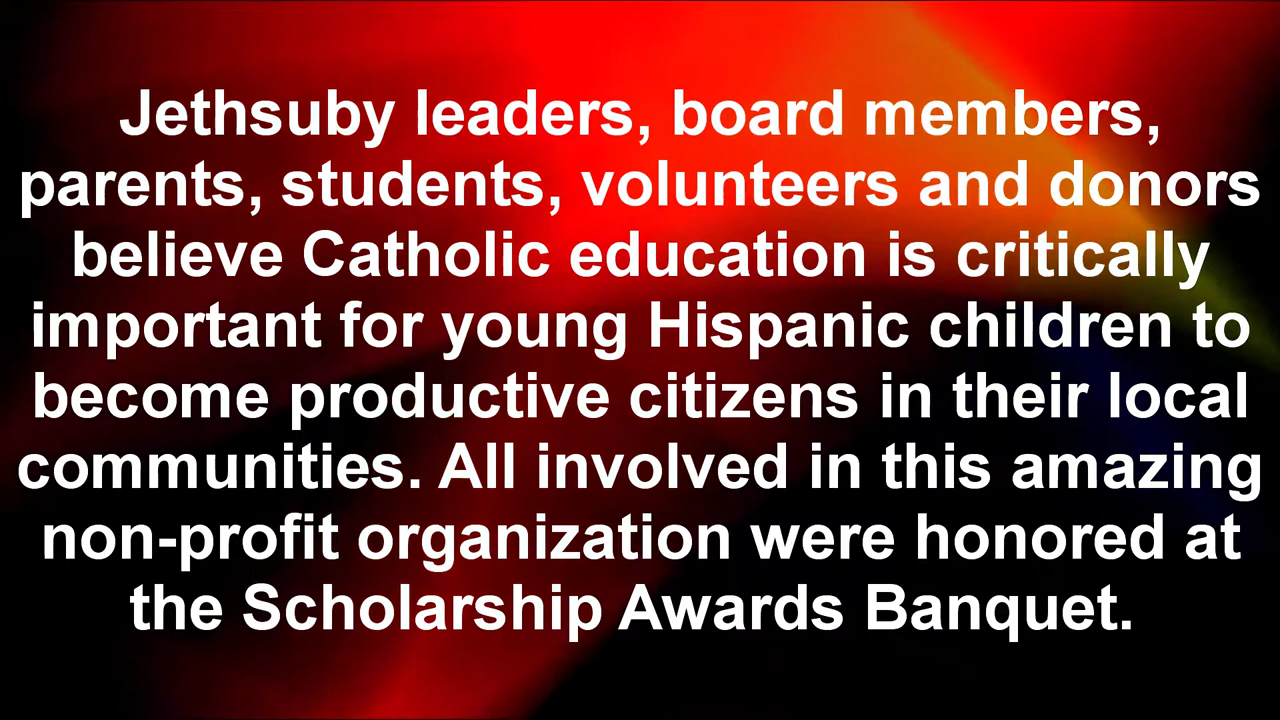 Jethsuby leaders, board members,
parents, students, volunteers and donors
believe Catholic education is critically
important for young Hispanic children to
become productive citizens in their local
communities. All involved in this amazing
non-profit organization were honored at
the Scholarship Awards Banquet.